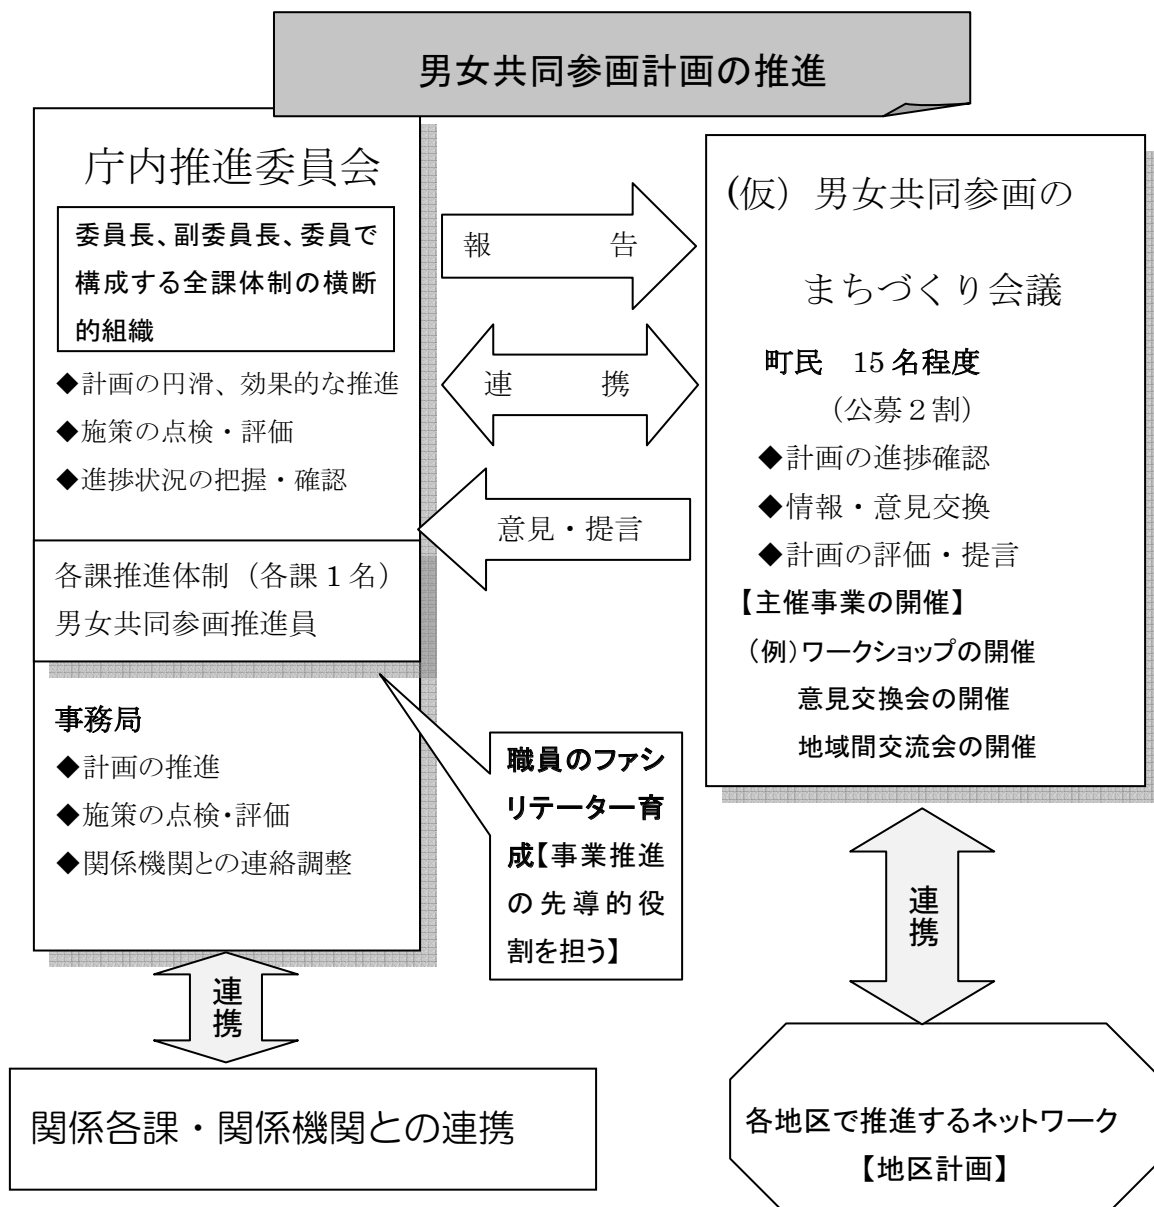 男女共同参画計画の推進
庁内推進委員会
委員長、副委員長、委員で
構成する全課体制の横断
的組織
◆計画の円滑、効果的な推進
◆施策の点検・評価
◆進捗状況の把握・確認
各課推進体制（各課１名）
男女共同参画推進員
事務局
◆計画の推進
◆施策の点検・評価
◆関係機関との連絡調整
報　告
連　携
意見・提言
職員のファシ
リテーター育
成【事業推進
の先導的役
割を担う】
(仮）男女共同参画の
まちづくり会議
町民　15 名程度
（公募２割）
◆計画の進捗確認
◆情報・意見交換
◆計画の評価・提言
【主催事業の開催】
（例）ワークショップの開催
意見交換会の開催
地域間交流会の開催
連
携
関係各課・関係機関との連携
連
携
各地区で推進するネットワーク
【地区計画】